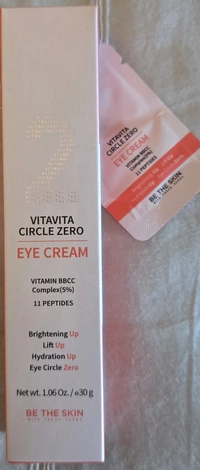 VITAVITA
CIRCLE ZERO
EYE CREAM
VITAMIN BBCC
Complex(5%)
11 PEPTIDES
Brightening Up
Lift Up
Hydration Up
Eye Circle Zero
Net wt. 1.06 Oz. / e30 g
BE THE SKIN
VITAVITA
CIRCLE ZERO
EYE CREAM
VITAMIN BBCC
Complex(5%)
11 PEPTIDES
BE THE SKIN